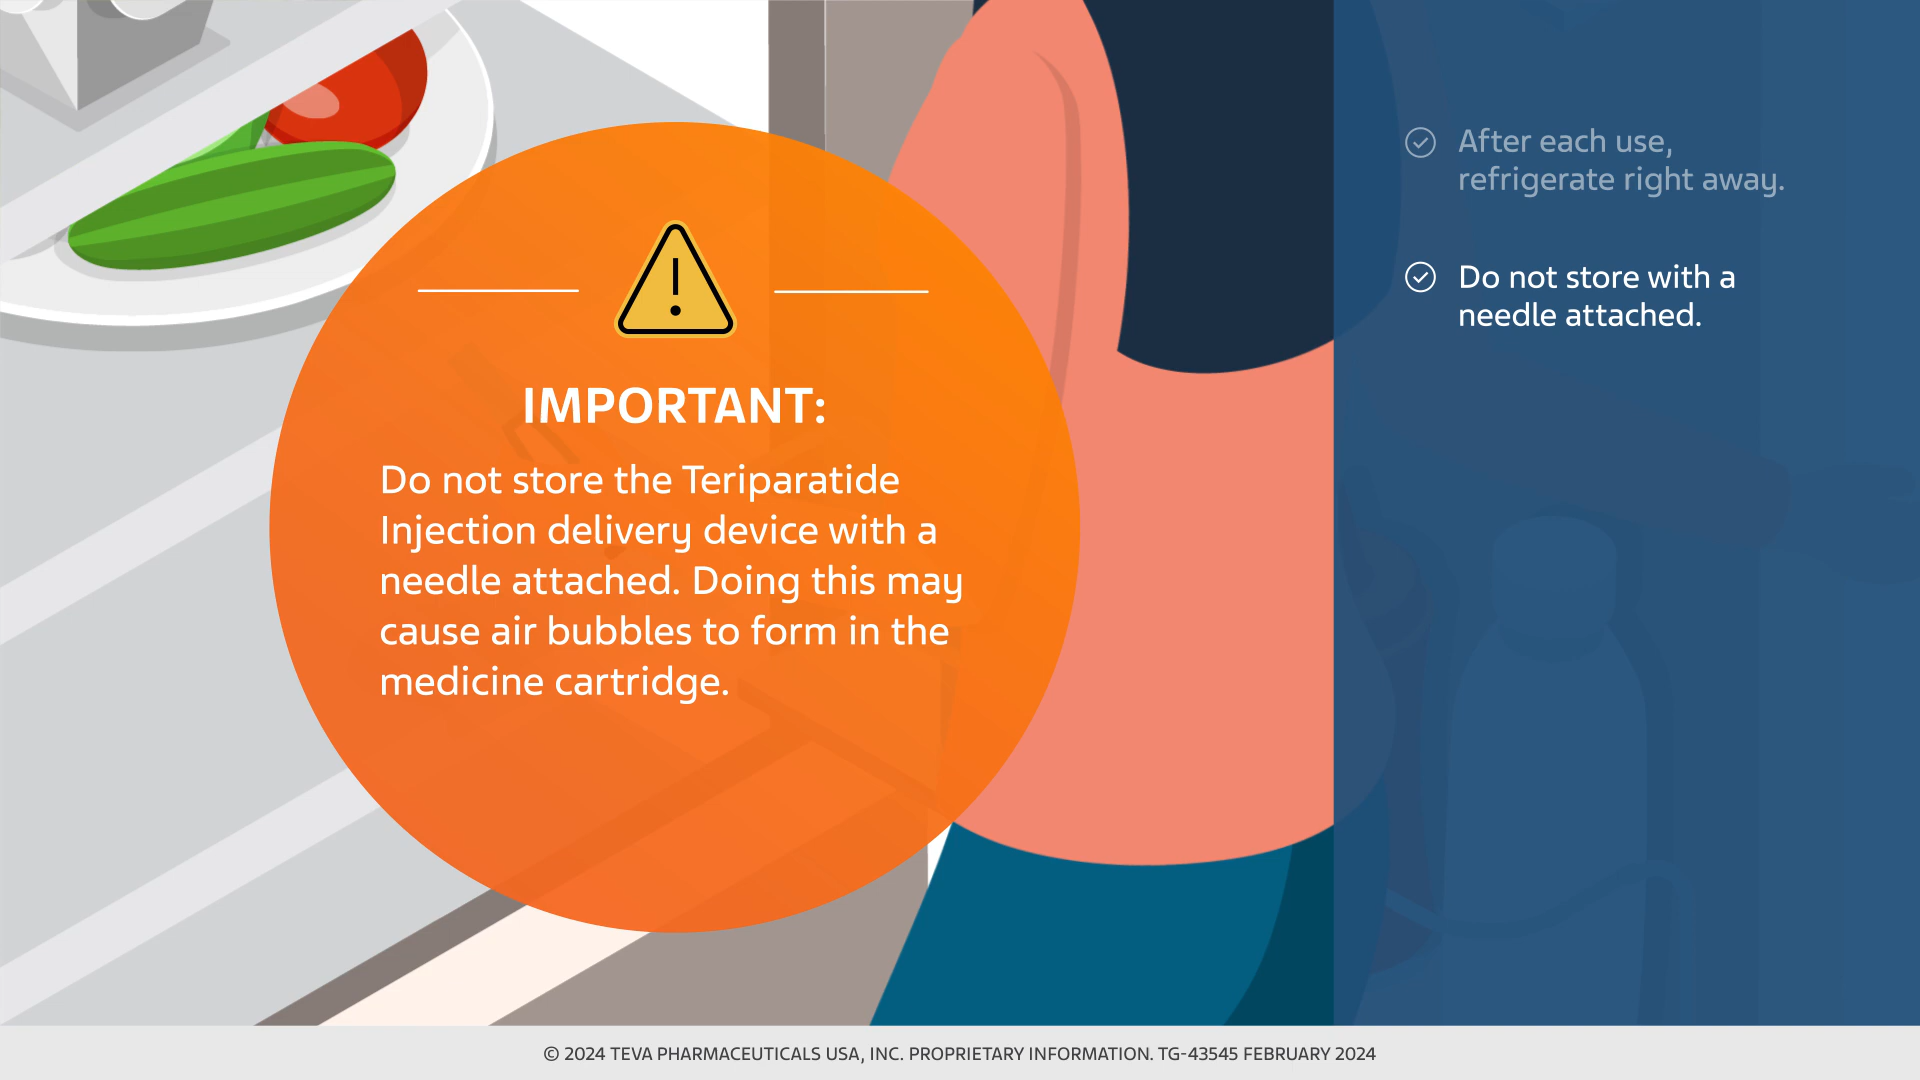 After each use,
refrigerate right away.
Do not store with a
needle attached.
IMPORTANT:
Do not store the Teriparatide
Injection delivery device with a
needle attached. Doing this may
cause air bubbles to form in the
medicine cartridge.
© 2024 TEVA PHARMACEUTICALS USA, INC. PROPRIETARY INFORMATION. TG-43545 FEBRUARY 2024